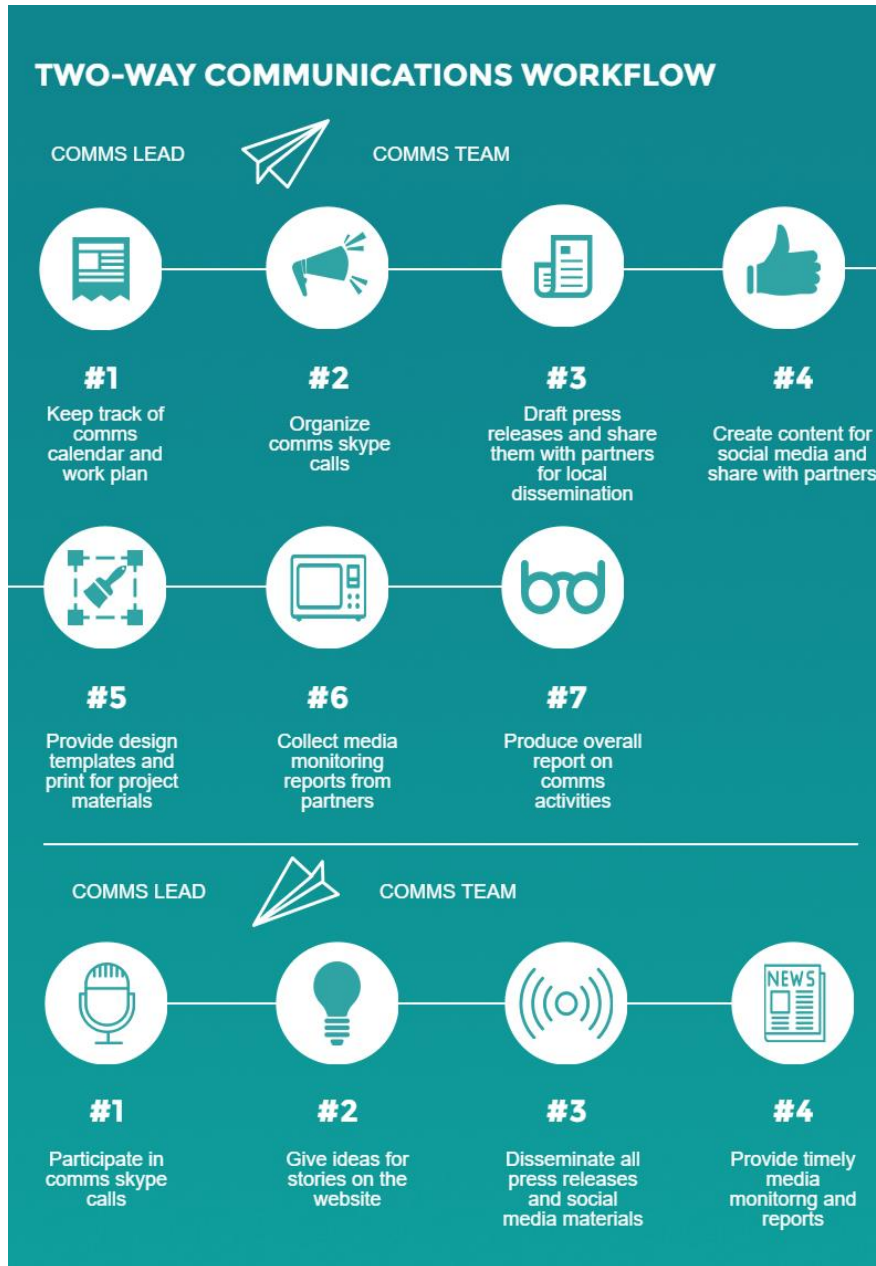 TWO-WAY COMMUNICATIONS WORKFLOW
COMMS LEAD
COMMS TEAM
#1
Keep track of
comms
calendar and
work plan
#2
Organize
comms skype
calls
#3
Draft press
releases and share
them with partners
for local
dissemination
#4
Create content for
social media and
share with partners
#5
Provide design
templates and
print for project
materials
#6
Collect media
monitoring
reports from
partners
#7
Produce overall
report on
comms
activities
COMMS LEAD
COMMS TEAM
#1
Participate in
comms skype
calls
#2
Give ideas for
stories on the
website
#3
Disseminate all
press releases
and social
media materials
NEWS
#4
Provide timely
media
monitorng and
reports